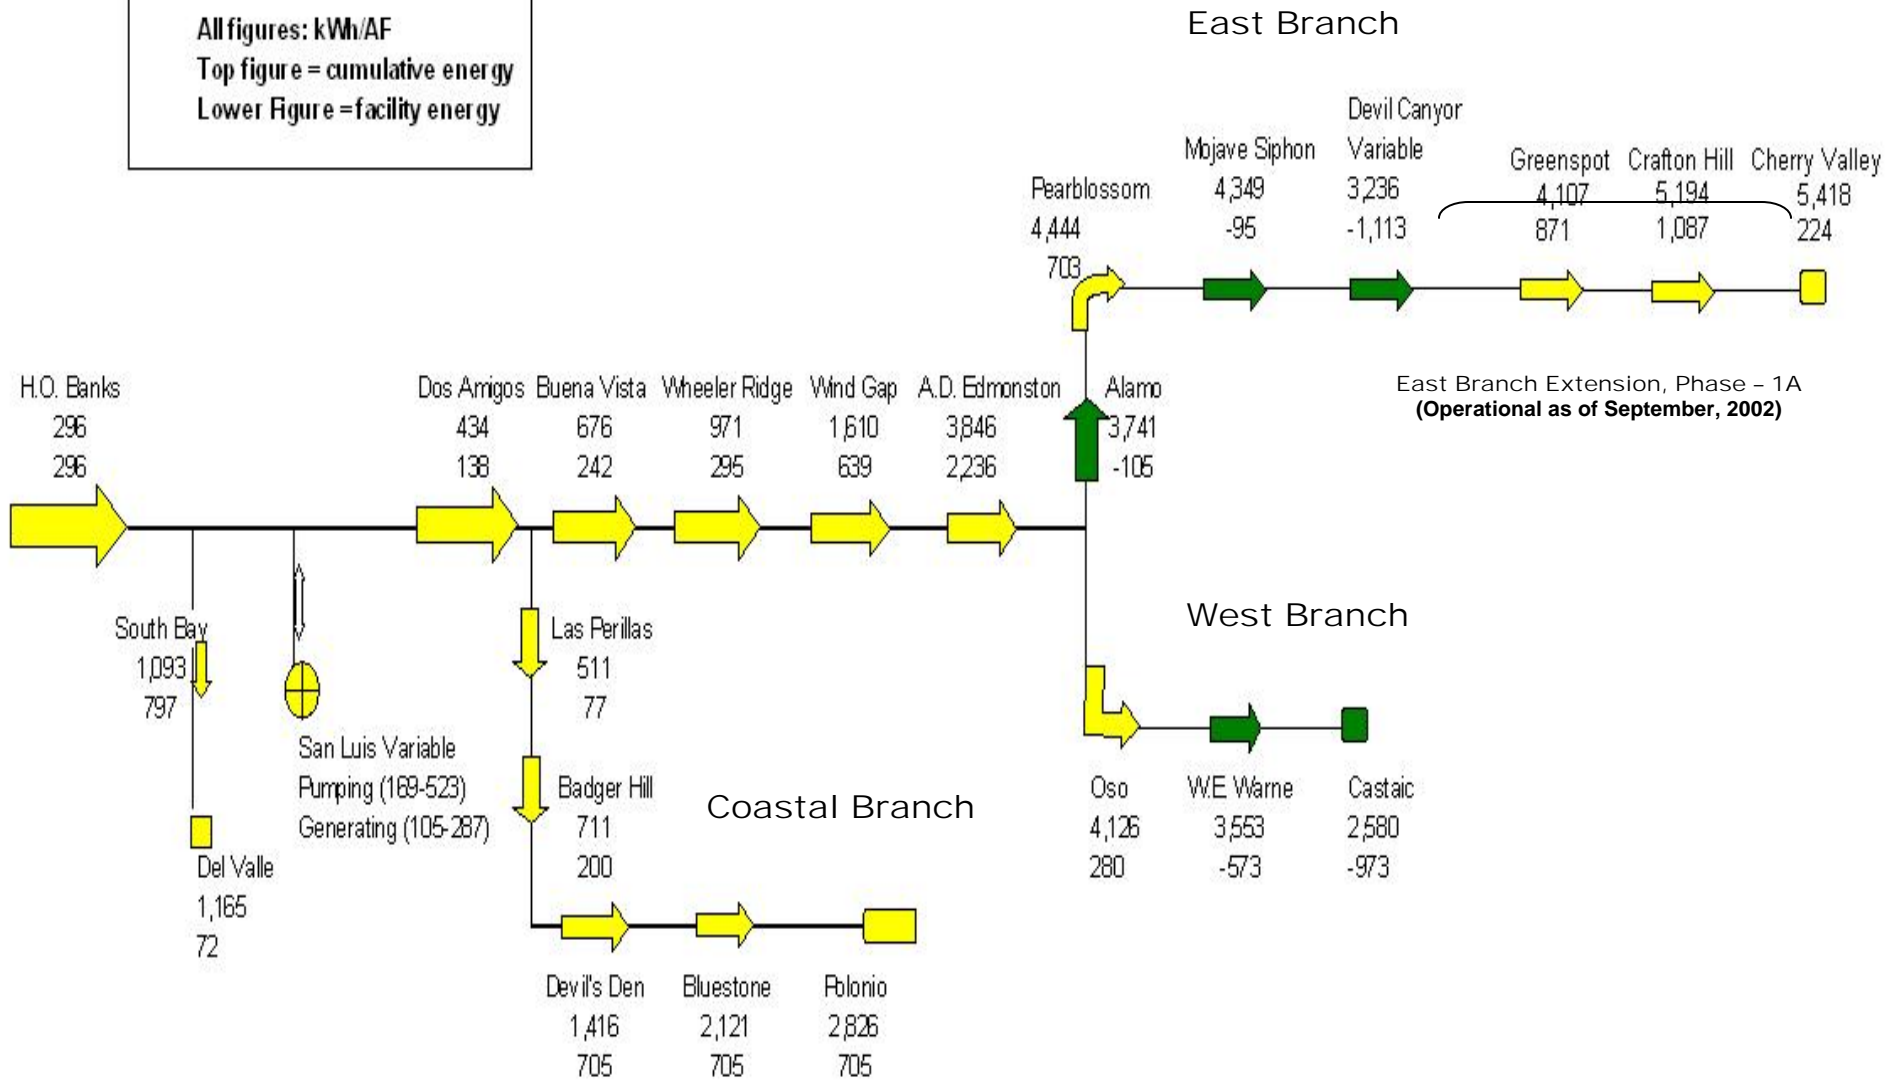 All figures: kWh/AF
Top figure = cumulative energy
Lower Figure = facility energy
East Branch
Pearblossom
4,444
703
Mojave Siphon
4,349
-95
Devil Canyor
Variable
3,236
-1,113
Greenspot
4,107
871
Crafton Hill
5,194
1,087
Cherry Valley
5,418
224
East Branch Extension, Phase – 1A
(Operational as of September, 2002)
H.O. Banks
296
296
Dos Amigos
434
138
Buena Vista
676
242
Wheeler Ridge
971
295
Wind Gap
1,610
639
A.D. Edmonston
3,846
2,236
Alamo
3,741
-105
South Bay
1,093
797
Del Valle
1,165
72
San Luis Variable
Pumping (169-523)
Generating (105-287)
Las Perillas
511
77
Badger Hill
711
200
Coastal Branch
Devil's Den
1,416
705
Bluestone
2,121
705
Polonio
2,826
705
West Branch
Oso
4,126
280
W.E Warne
3,553
-573
Castaic
2,580
-973